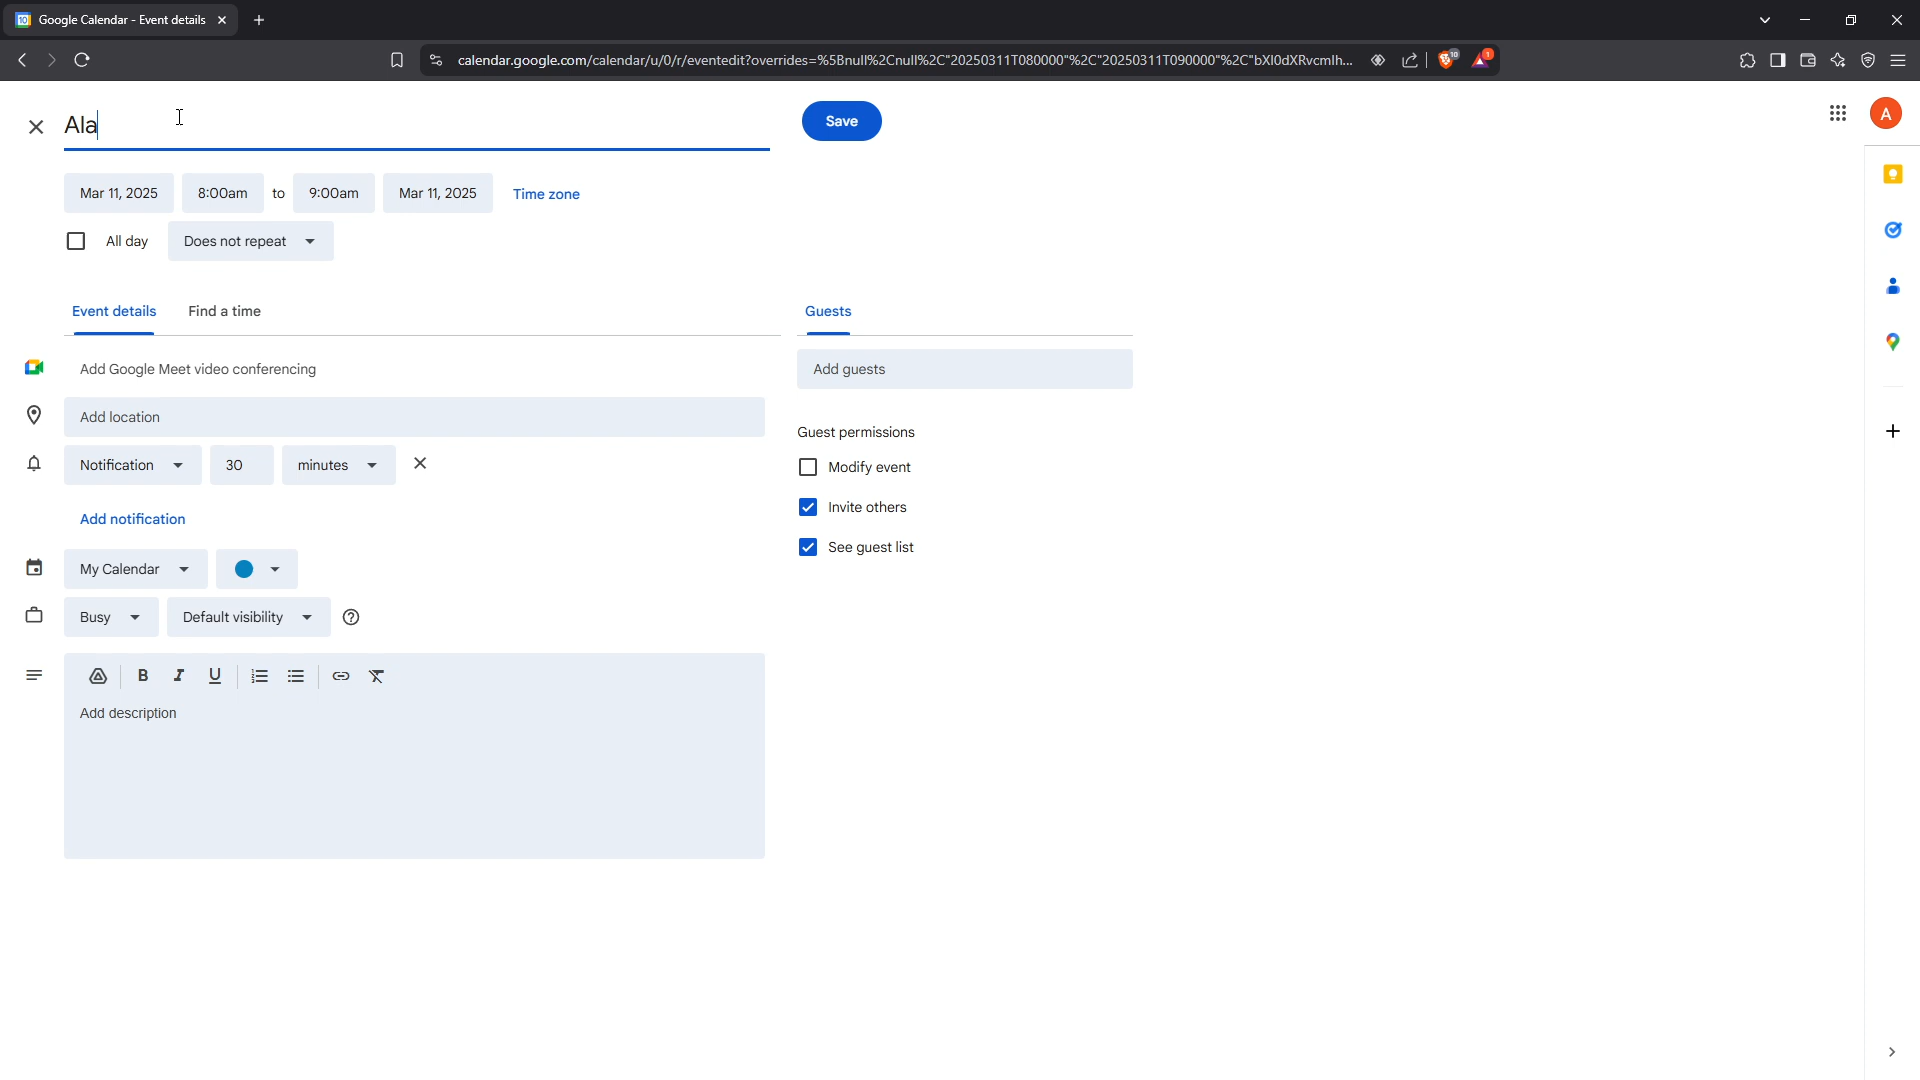 Google Calendar - Event details
calendar.google.com/calendar/u/0/r/eventedit?overrides=%5Bnull%2Cnull%2C"20250311T080000"%2C"20250311T090000"%2C"bXl0dXRvcmlh...
Ala
Save
A
Mar 11, 2025 8:00am to 9:00am Mar 11, 2025 Time zone
All day Does not repeat
Event details Find a time
Guests
Add Google Meet video conferencing
Add guests
Add location
Guest permissions
Notification 30 minutes
Modify event
Invite others
Add notification
See guest list
My Calendar
Busy Default visibility
B I U
Add description